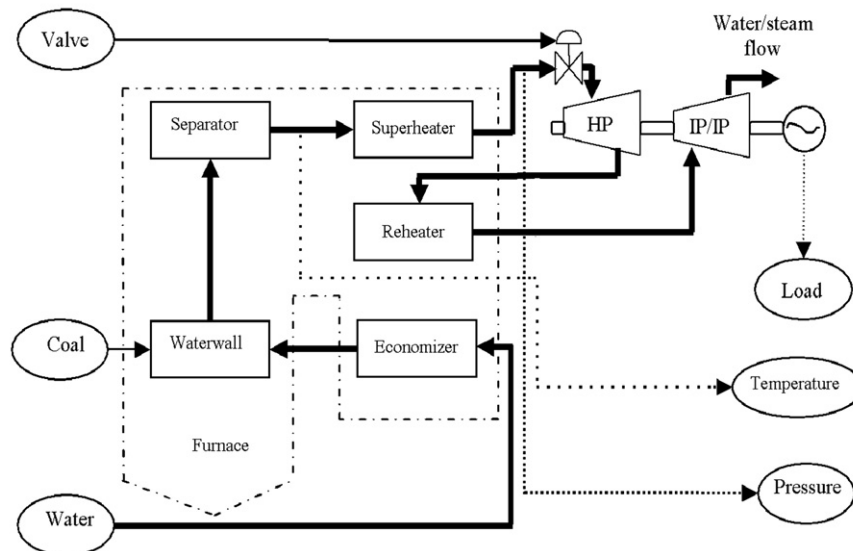 Valve
Water/steam
flow
Separator
Superheater
HP
IP/IP
Reheater
Load
Coal
Waterwall
Economizer
Temperature
Furnace
Water
Pressure